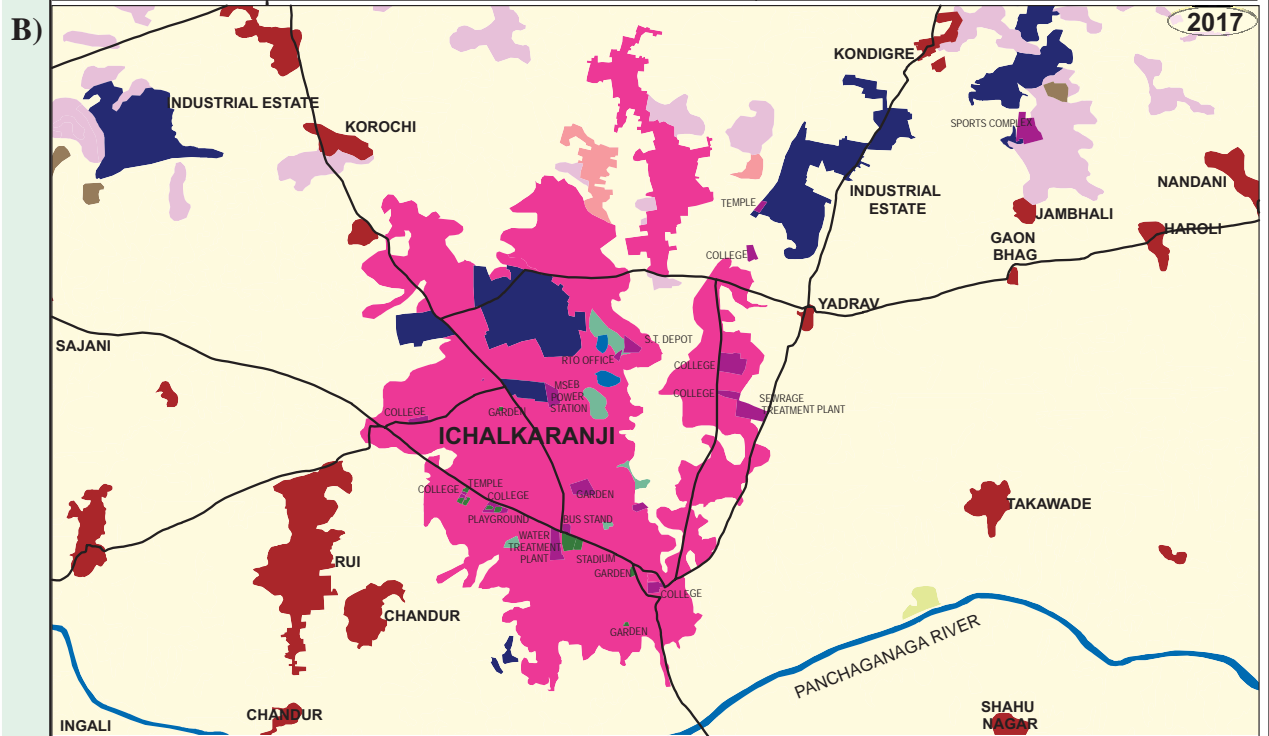 B)
2017
KONDIGRE
INDUSTRIAL ESTATE
KOROCHI
SPORTS COMPLEX
NANDANI
INDUSTRIAL
ESTATE
TEMPLE
JAMBHALI
HAROLI
GAON
BHAG
COLLEGE
YADRAV
SAJANI
S.T. DEPOT
RTO OFFICE
COLLEGE
MSEB
POWER
STATION
COLLEGE
SEWRAGE
TREATMENT PLANT
COLLEGE
GARDEN
ICHALKARANJI
TEMPLE
COLLEGE
COLLEGE
GARDEN
TAKAWADE
PLAYGROUND
BUS STAND
WATER
TREATMENT
PLANT
STADIUM
RUI
GARDEN
COLLEGE
CHANDUR
GARDEN
PANCHAGANAGA RIVER
CHANDUR
INGALI
SHAHU
NAGAR